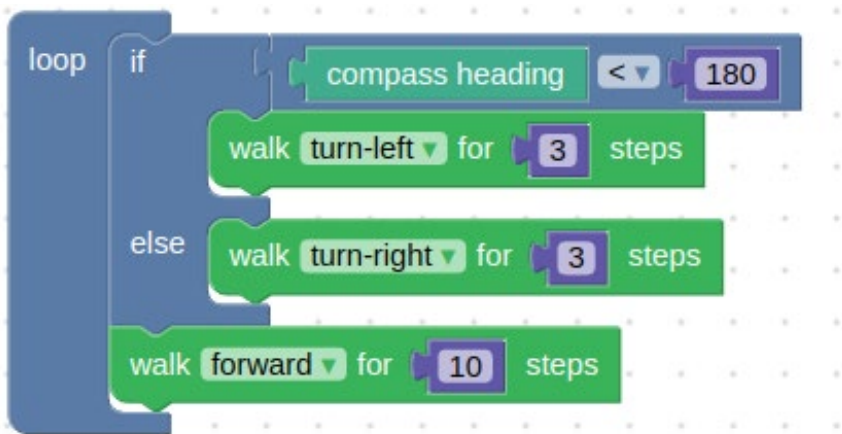 loop if compass heading < 180
walk turn-left for 3 steps
else walk turn-right for 3 steps
walk forward for 10 steps